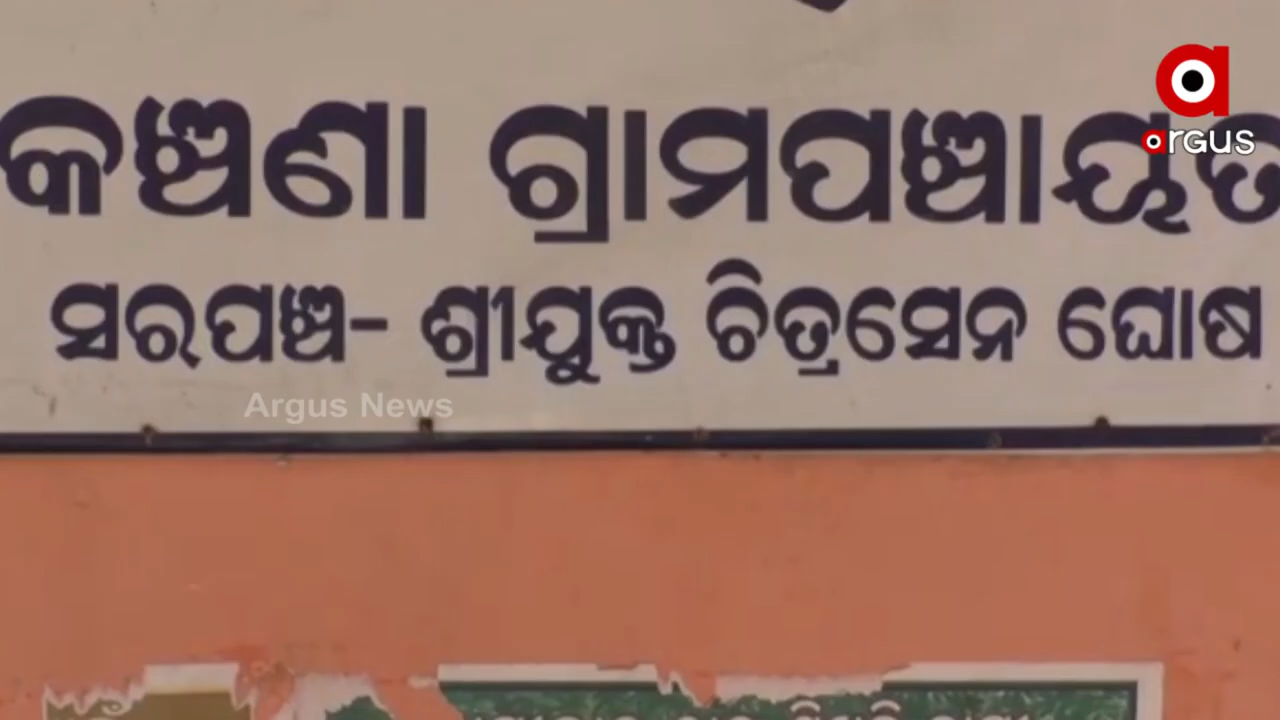 କଞ୍ଚଣା ଗ୍ରାମପଞ୍ଚାୟତ
ସରପଞ୍ଚ- ଶ୍ରୀଯୁକ୍ତ ଚିତ୍ରସେନ ଘୋଷ
argus
Argus News